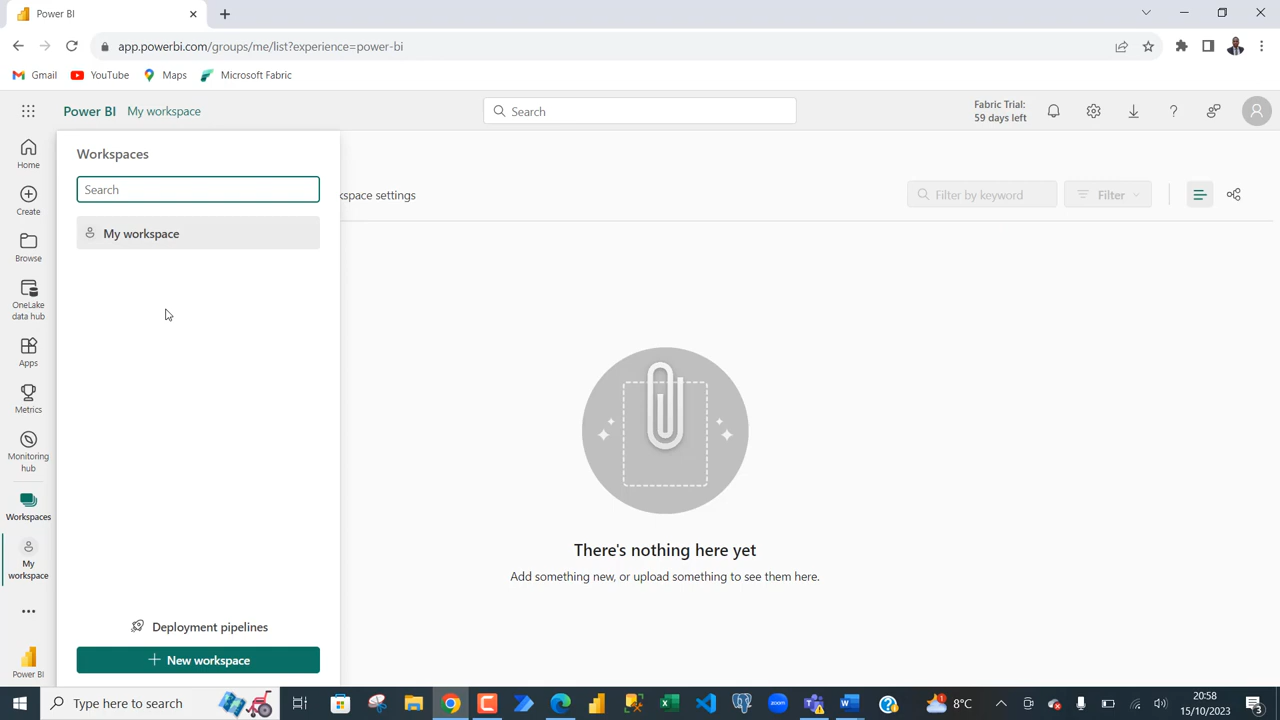 Power BI
app.powerbi.com/groups/me/list?experience=power-bi
Gmail
YouTube
Maps
Microsoft Fabric
Power BI
My workspace
Search
Fabric Trial:
59 days left
Home
Create
Browse
OneLake
data hub
Apps
Metrics
Monitoring
hub
Workspaces
My
workspace
Power BI
Workspaces
Search
My workspace
Deployment pipelines
New workspace
kspace settings
Filter by keyword
Filter
There's nothing here yet
Add something new, or upload something to see them here.
Type here to search
zoom
1
8°C
20:58
15/10/2023
3